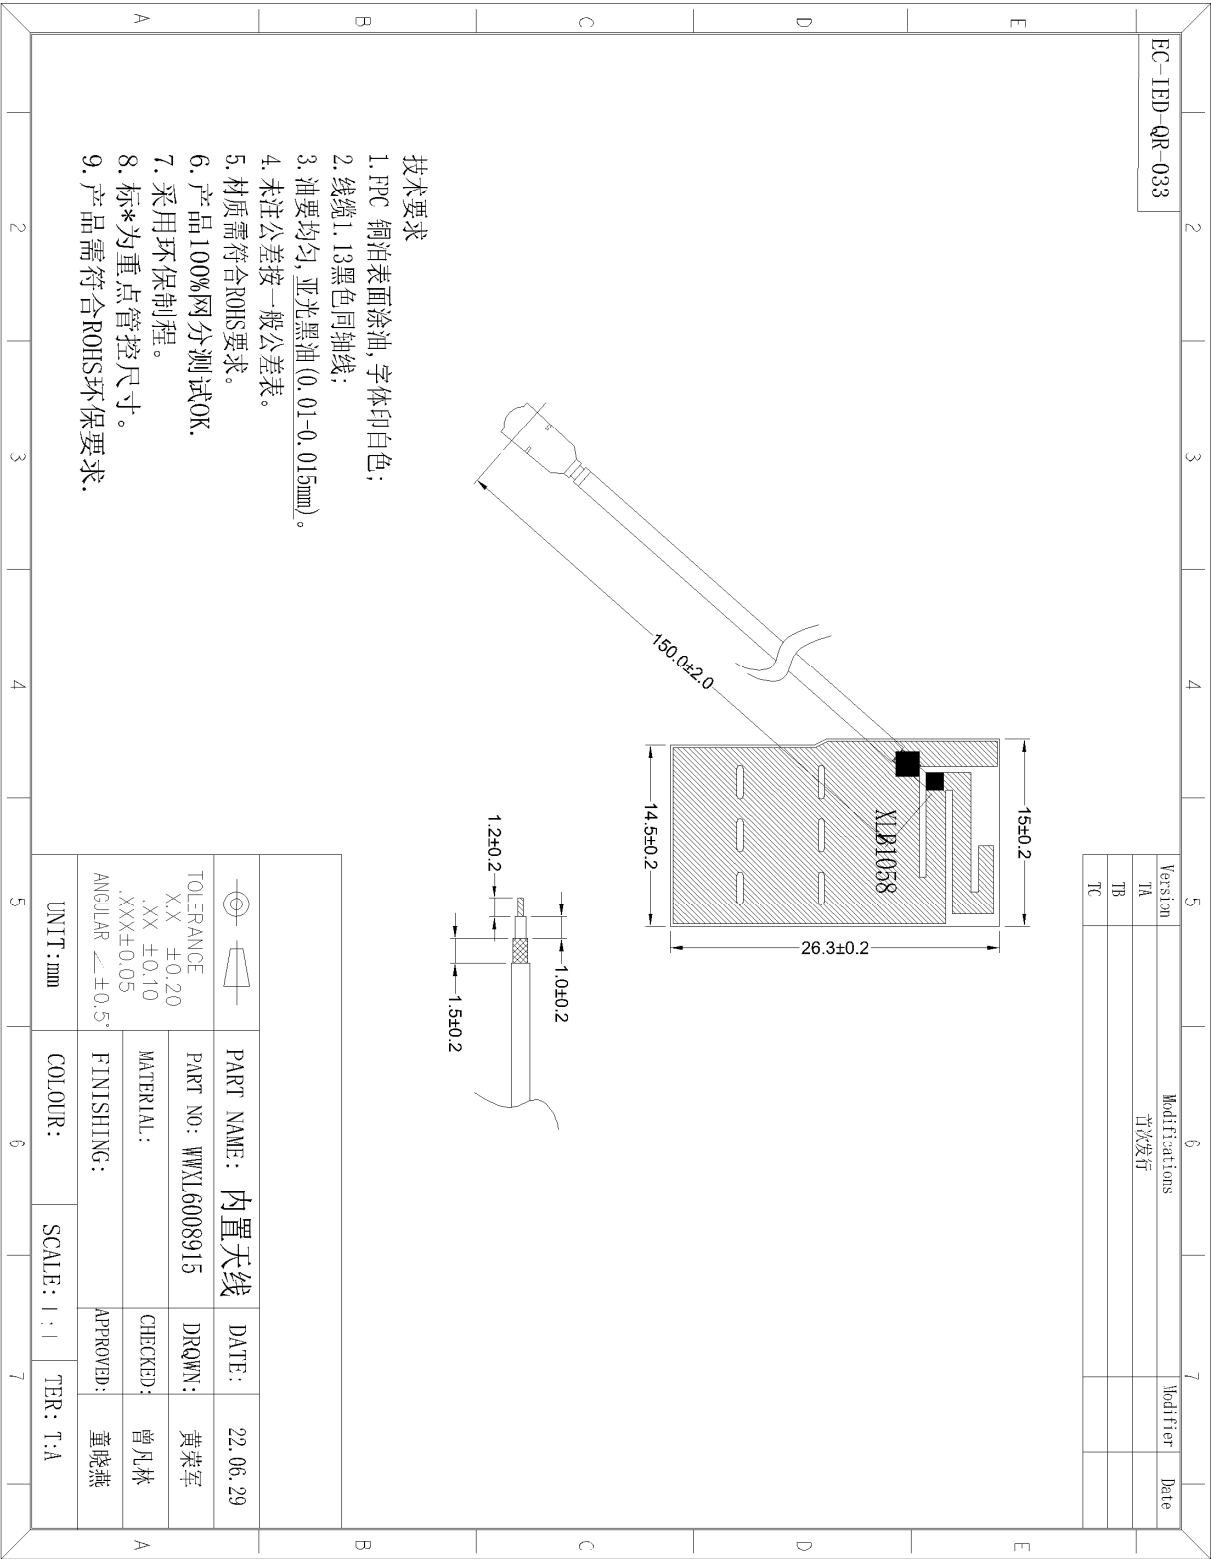 EC-IED-QR-033
2
3
4
5
6
7
E
D
C
B
A
Version
Modifications
Modifier
Date
TA
首次发行
TB
TC
15±0.2
XLB1058
26.3±0.2
14.5±0.2
150.0±2.0
1.0±0.2
1.2±0.2
1.5±0.2
技术要求
1.FPC 铜泊表面涂油,字体印白色;
2.线缆1.13黑色同轴线;
3.油要均匀,亚光黑油(0.01-0.015mm)。
4.未注公差按一般公差表。
5.材质需符合ROHS要求。
6.产品100%网分测试OK.
7.采用环保制程。
8.标*为重点管控尺寸。
9.产品需符合ROHS环保要求.
TOLERANCE
X.X ±0.20
.XX ±0.10
.XXX±0.05
ANGULAR ∠±0.5°
UNIT:mm
PART NAME: 内置天线
DATE: 22.06.29
PART NO: WWXL6008915
DRQWN: 黄荣军
MATERIAL:
CHECKED: 曾凡林
FINISHING:
APPROVED: 童晓燕
COLOUR:
SCALE: 1:1
TER: T:A
E
D
C
B
A
2
3
4
5
6
7